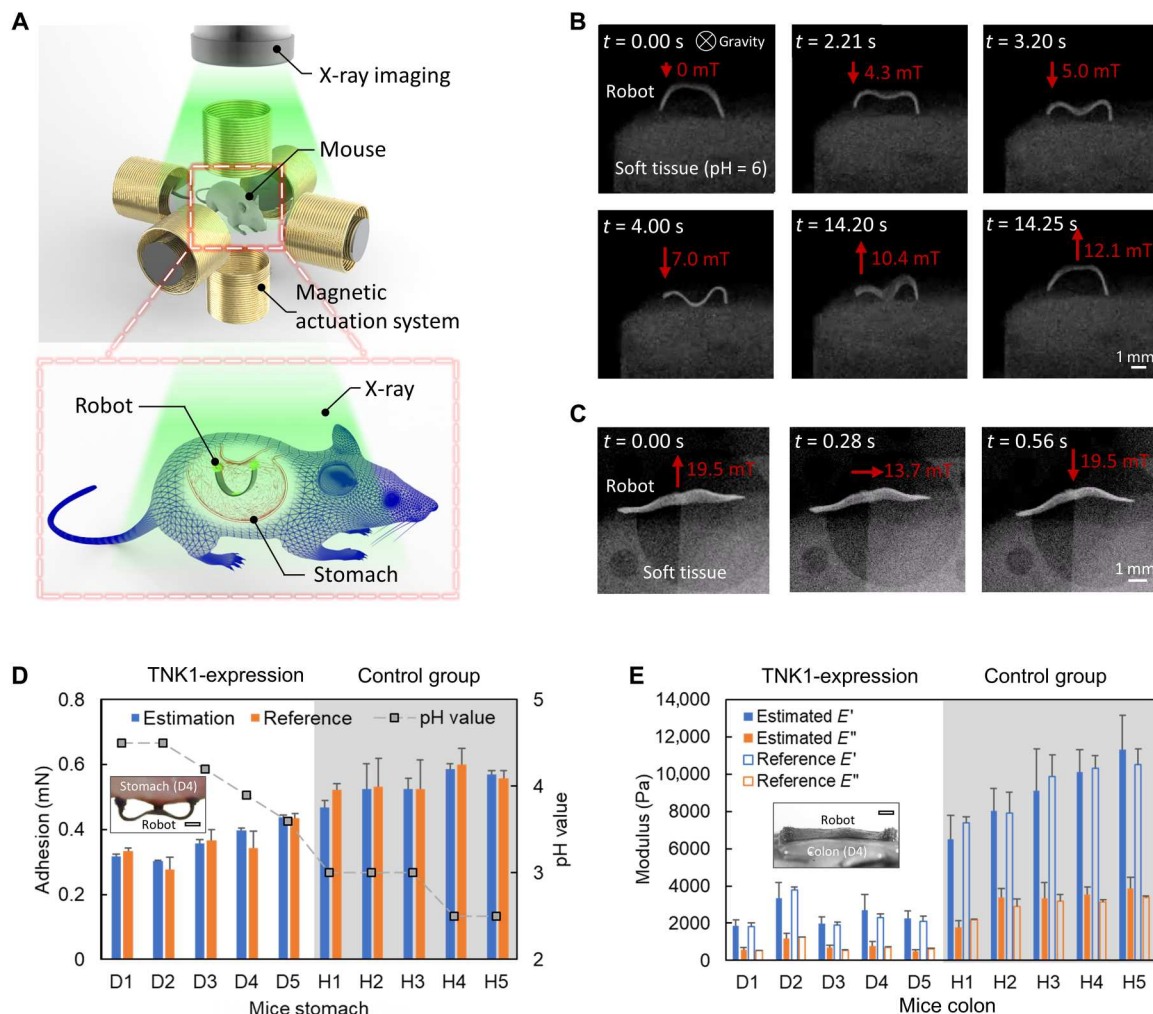 A
X-ray imaging
Mouse
Magnetic
actuation system
X-ray
Robot
Stomach
B
t = 0.00 s
Gravity
0 mT
Robot
Soft tissue (pH = 6)
t = 2.21 s
4.3 mT
t = 3.20 s
5.0 mT
t = 4.00 s
7.0 mT
t = 14.20 s
10.4 mT
t = 14.25 s
12.1 mT
1 mm
C
t = 0.00 s
19.5 mT
Robot
Soft tissue
t = 0.28 s
13.7 mT
t = 0.56 s
19.5 mT
1 mm
D
TNK1-expression
Control group
Estimation
Reference
pH value
Stomach (D4)
Robot
Adhesion (mN)
0.8
0.6
0.4
0.2
0
pH value
5
4
3
2
D1 D2 D3 D4 D5 H1 H2 H3 H4 H5
Mice stomach
E
TNK1-expression
Control group
Estimated E'
Estimated E"
Reference E'
Reference E"
Robot
Colon (D4)
Modulus (Pa)
14,000
12,000
10,000
8000
6000
4000
2000
0
D1 D2 D3 D4 D5 H1 H2 H3 H4 H5
Mice colon